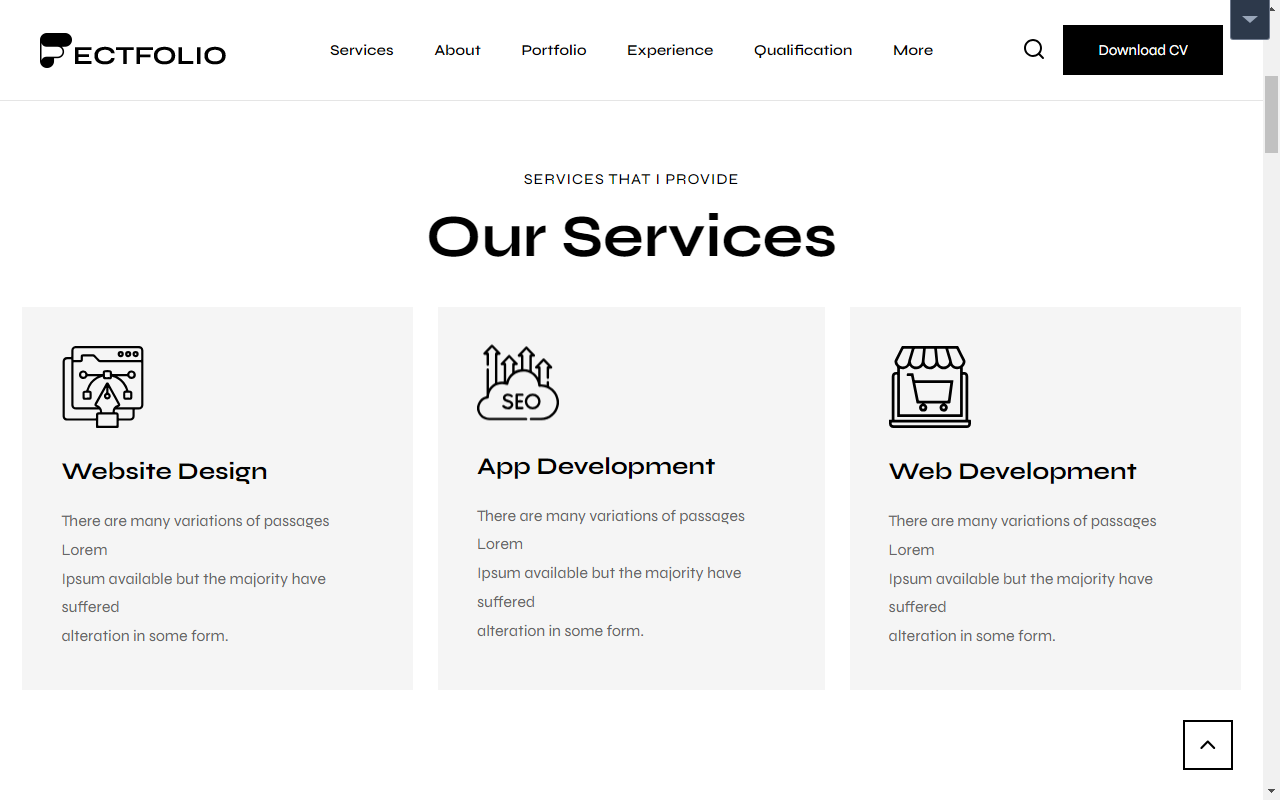 PECTFOLIO
Services About Portfolio Experience Qualification More Download CV
SERVICES THAT I PROVIDE
Our Services
Website Design
There are many variations of passages
Lorem
Ipsum available but the majority have
suffered
alteration in some form.
SEO
App Development
There are many variations of passages
Lorem
Ipsum available but the majority have
suffered
alteration in some form.
Web Development
There are many variations of passages
Lorem
Ipsum available but the majority have
suffered
alteration in some form.